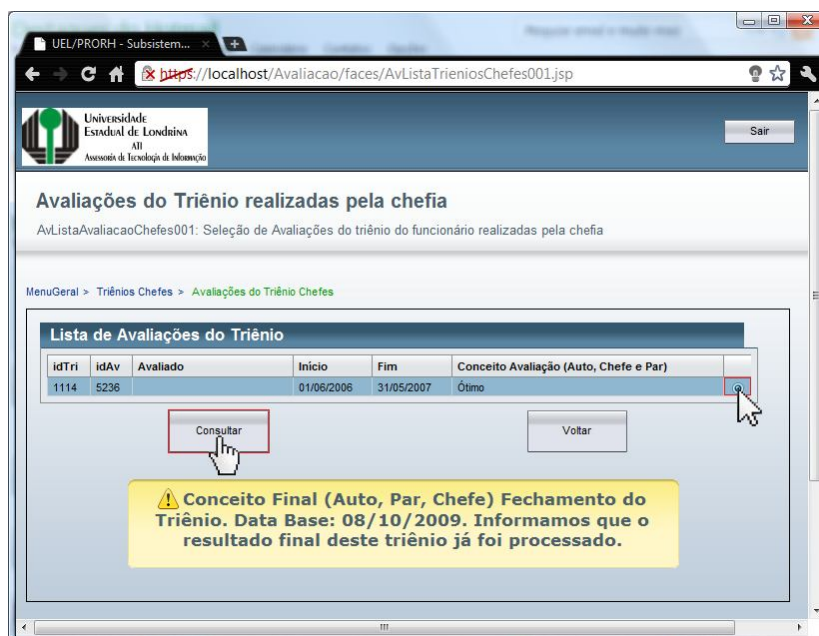 UEL/PRORH - Subsistem...
https://localhost/Avaliacao/faces/AvListaTrieniosChefes001.jsp
Universidade
Estadual de Londrina
ATI
Assessoria de Tecnologia de Informação
Sair
Avaliações do Triênio realizadas pela chefia
AvListaAvaliacaoChefes001: Seleção de Avaliações do triênio do funcionário realizadas pela chefia
MenuGeral > Triênios Chefes > Avaliações do Triênio Chefes
Lista de Avaliações do Triênio
idTri idAv Avaliado Início Fim Conceito Avaliação (Auto, Chefe e Par)
1114 5236 01/06/2006 31/05/2007 Ótimo
Consultar Voltar
Conceito Final (Auto, Par, Chefe) Fechamento do
Triênio. Data Base: 08/10/2009. Informamos que o
resultado final deste triênio já foi processado.